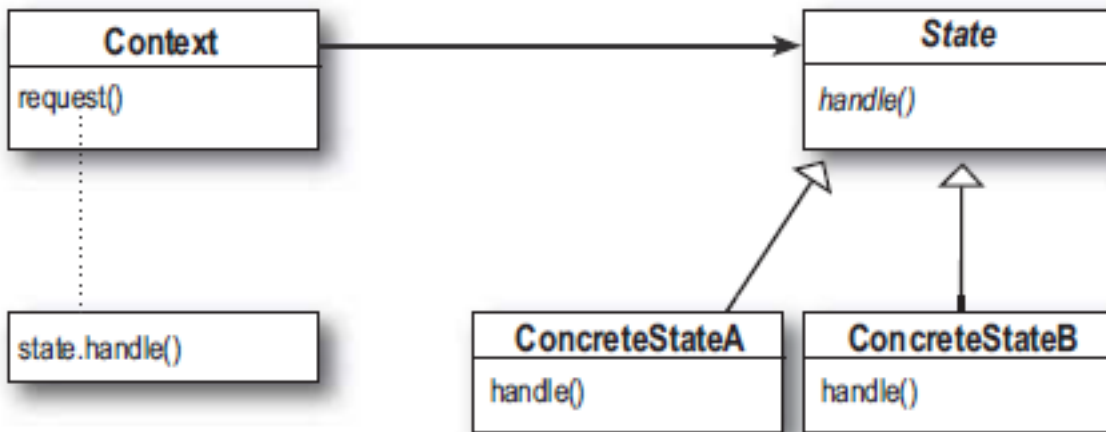 Context
request()
State
handle()
state.handle()
ConcreteStateA
handle()
ConcreteStateB
handle()